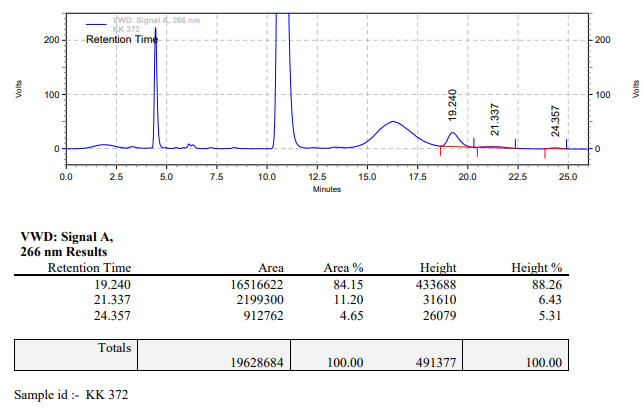 VWD: Signal A, 266 nm
KK 372
Retention Time
200
100
0
Volts
200
100
0
Volts
19.240
21.337
24.357
0.0 2.5 5.0 7.5 10.0 12.5 15.0 17.5 20.0 22.5 25.0
Minutes
VWD: Signal A,
266 nm Results
Retention Time Area Area % Height Height %
19.240 16516622 84.15 433688 88.26
21.337 2199300 11.20 31610 6.43
24.357 912762 4.65 26079 5.31
Totals
19628684 100.00 491377 100.00
Sample id :- KK 372